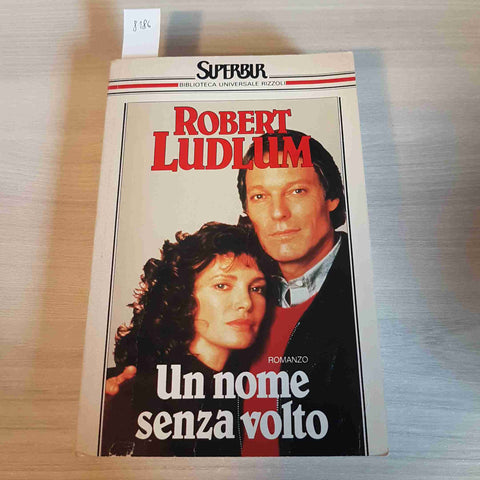 8186
SUPERBUR
BIBLIOTECA UNIVERSALE RIZZOLI
ROBERT
LUDLUM
ROMANZO
Un nome
senza volto